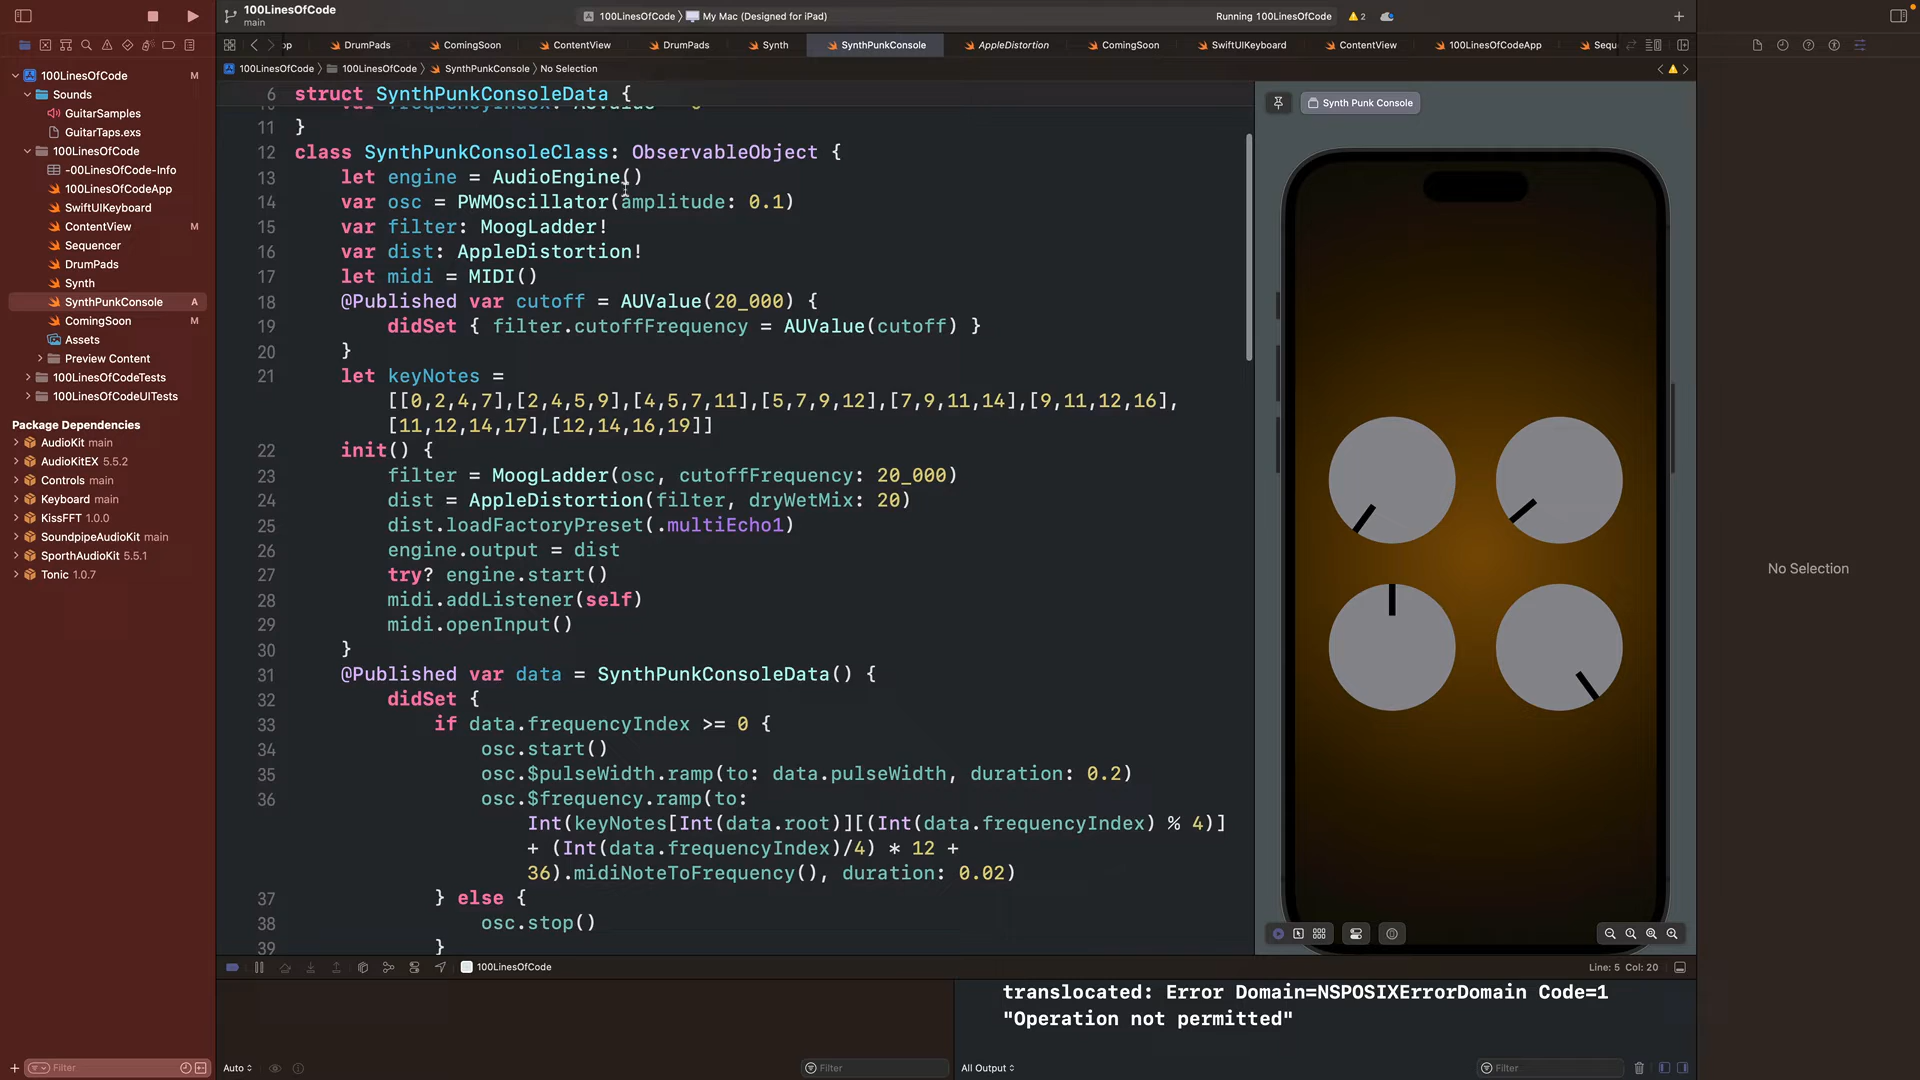 100LinesOfCode
main
100LinesOfCode
My Mac (Designed for iPad)
Running 100LinesOfCode
2
DrumPads
ComingSoon
ContentView
DrumPads
Synth
SynthPunkConsole
AppleDistortion
ComingSoon
SwiftUIKeyboard
ContentView
100LinesOfCodeApp
Sequ
100LinesOfCode
100LinesOfCode
SynthPunkConsole
No Selection
100LinesOfCode M
Sounds
GuitarSamples
GuitarTaps.exs
100LinesOfCode
-00LinesOfCode-Info
100LinesOfCodeApp
SwiftUIKeyboard
ContentView M
Sequencer
DrumPads
Synth
SynthPunkConsole A
ComingSoon M
Assets
Preview Content
100LinesOfCodeTests
100LinesOfCodeUITests
Package Dependencies
AudioKit main
AudioKitEX 5.5.2
Controls main
Keyboard main
KissFFT 1.0.0
SoundpipeAudioKit main
SporthAudioKit 5.5.1
Tonic 1.0.7
Filter
6 struct SynthPunkConsoleData {
11 }
12 class SynthPunkConsoleClass: ObservableObject {
13 let engine = AudioEngine()
14 var osc = PWMOscillator(amplitude: 0.1)
15 var filter: MoogLadder!
16 var dist: AppleDistortion!
17 let midi = MIDI()
18 @Published var cutoff = AUValue(20_000) {
19 didSet { filter.cutoffFrequency = AUValue(cutoff) }
20 }
21 let keyNotes =
[[0,2,4,7],[2,4,5,9],[4,5,7,11],[5,7,9,12],[7,9,11,14],[9,11,12,16],
[11,12,14,17],[12,14,16,19]]
22 init() {
23 filter = MoogLadder(osc, cutoffFrequency: 20_000)
24 dist = AppleDistortion(filter, dryWetMix: 20)
25 dist.loadFactoryPreset(.multiEcho1)
26 engine.output = dist
27 try? engine.start()
28 midi.addListener(self)
29 midi.openInput()
30 }
31 @Published var data = SynthPunkConsoleData() {
32 didSet {
33 if data.frequencyIndex >= 0 {
34 osc.start()
35 osc.$pulseWidth.ramp(to: data.pulseWidth, duration: 0.2)
36 osc.$frequency.ramp(to:
Int(keyNotes[Int(data.root)][(Int(data.frequencyIndex) % 4)]
+ (Int(data.frequencyIndex)/4) * 12 +
36).midiNoteToFrequency(), duration: 0.02)
37 } else {
38 osc.stop()
39 }
Synth Punk Console
No Selection
100LinesOfCode
Line: 5 Col: 20
translocated: Error Domain=NSPOSIXErrorDomain Code=1
"Operation not permitted"
Auto
Filter
All Output
Filter